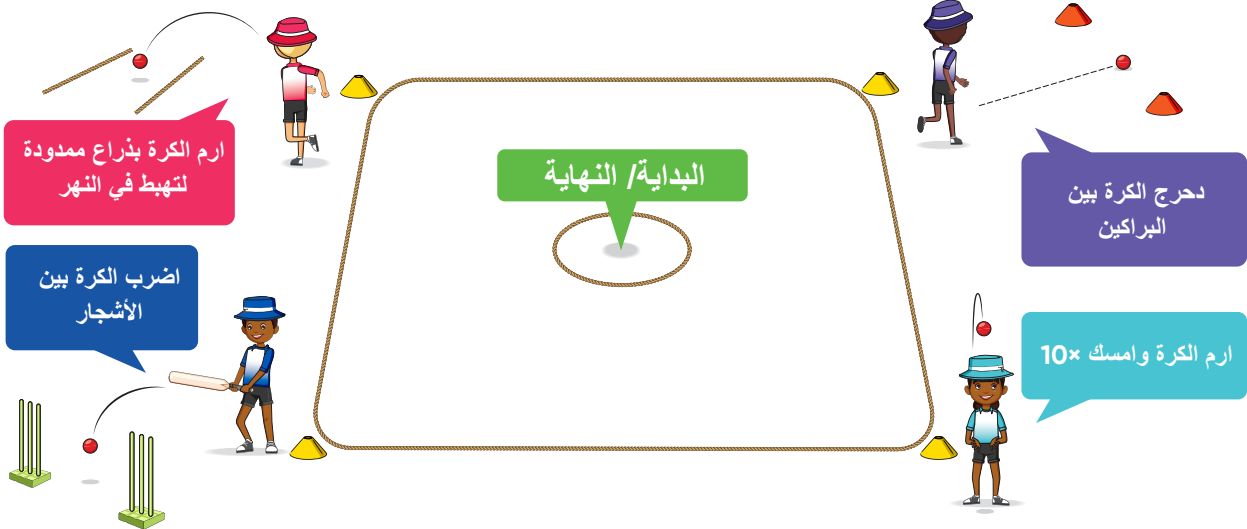 ارم الكرة بذراع ممدودة
لتهبط في النهر
البداية/ النهاية
دحرج الكرة بين
البراكين
اضرب الكرة بين
الأشجار
ارم الكرة وامسك ×10